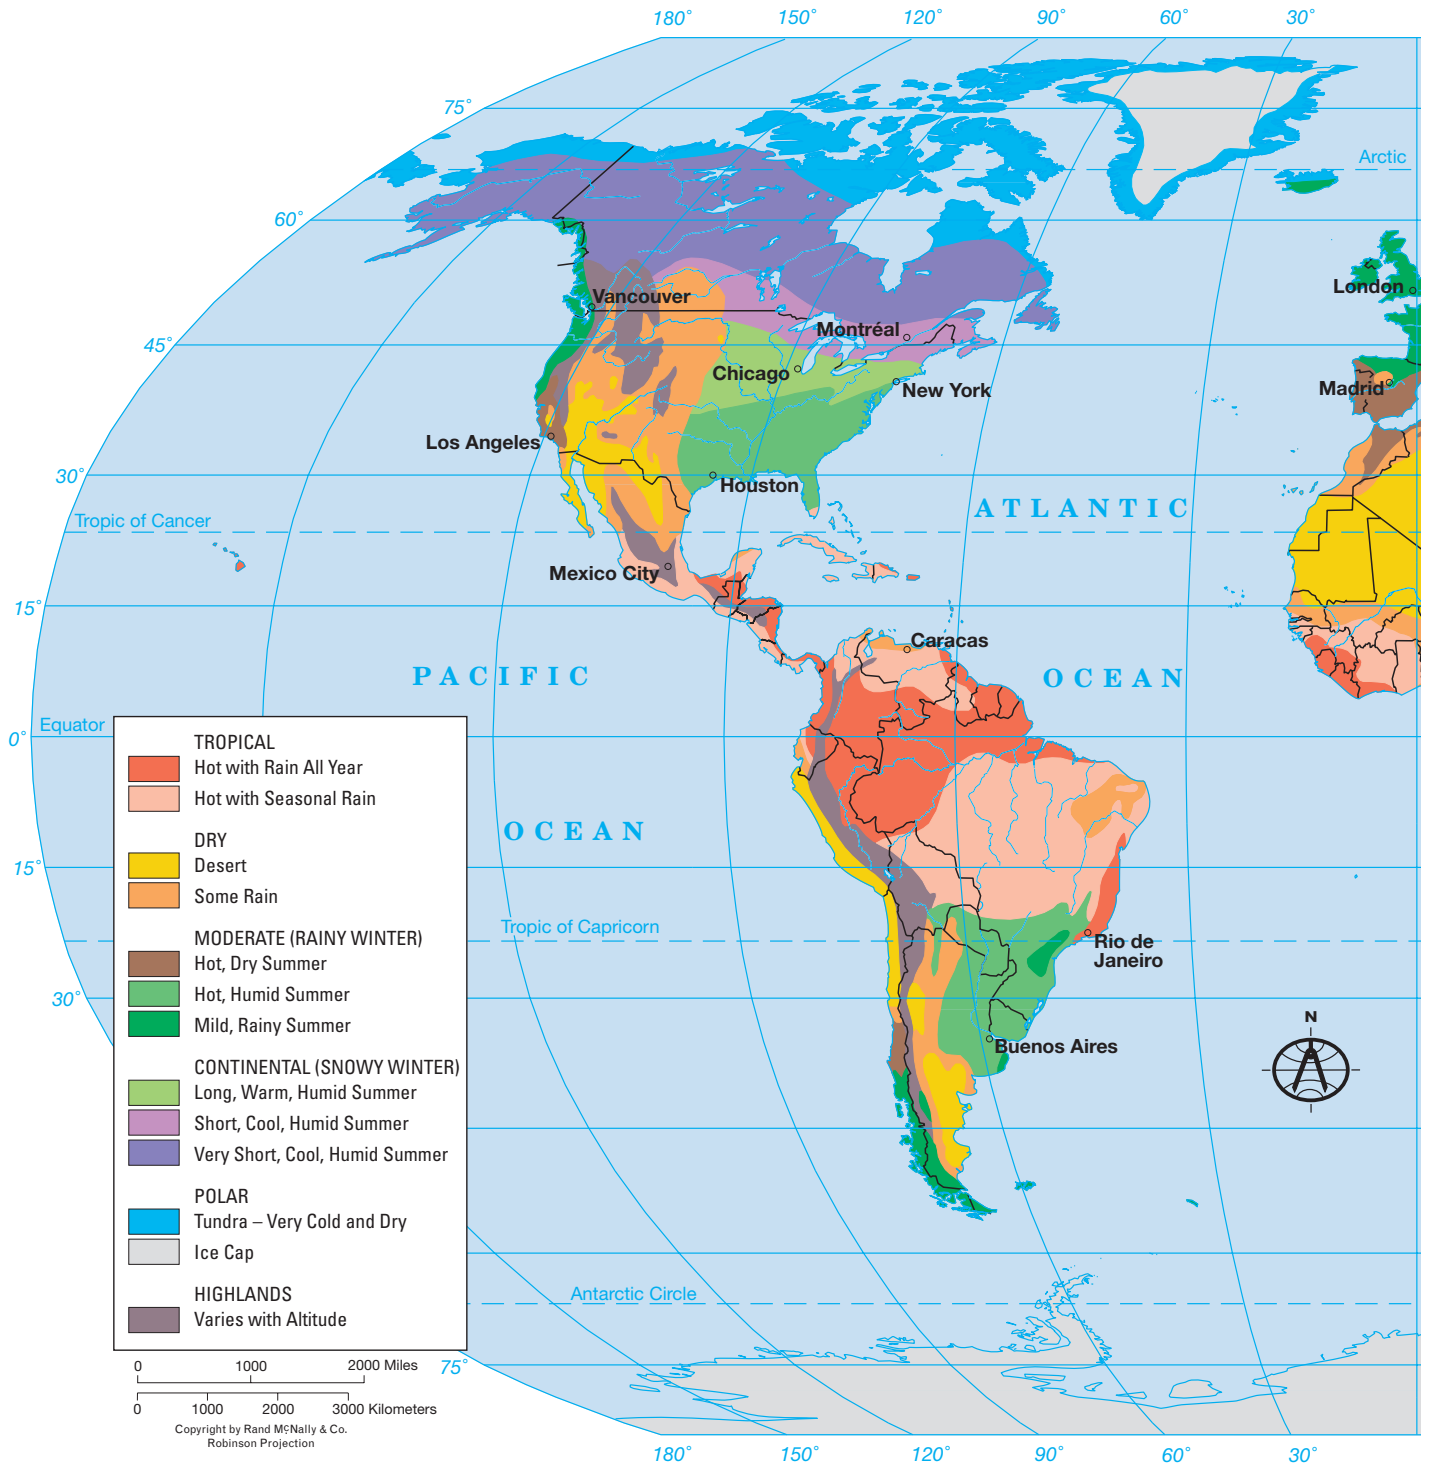 180° 150° 120° 90° 60° 30°
75°
Arctic
60°
London
Vancouver
Montréal
45°
Chicago
Madrid
New York
Los Angeles
30°
Houston
ATLANTIC
Tropic of Cancer
Mexico City
15°
Caracas
PACIFIC
OCEAN
Equator
0°
OCEAN
15°
Tropic of Capricorn
Rio de
Janeiro
30°
N
Buenos Aires
TROPICAL
Hot with Rain All Year
Hot with Seasonal Rain
DRY
Desert
Some Rain
MODERATE (RAINY WINTER)
Hot, Dry Summer
Hot, Humid Summer
Mild, Rainy Summer
CONTINENTAL (SNOWY WINTER)
Long, Warm, Humid Summer
Short, Cool, Humid Summer
Very Short, Cool, Humid Summer
POLAR
Tundra – Very Cold and Dry
Ice Cap
HIGHLANDS
Varies with Altitude
Antarctic Circle
75°
0 1000 2000 Miles
0 1000 2000 3000 Kilometers
Copyright by Rand McNally & Co.
Robinson Projection
180° 150° 120° 90° 60° 30°